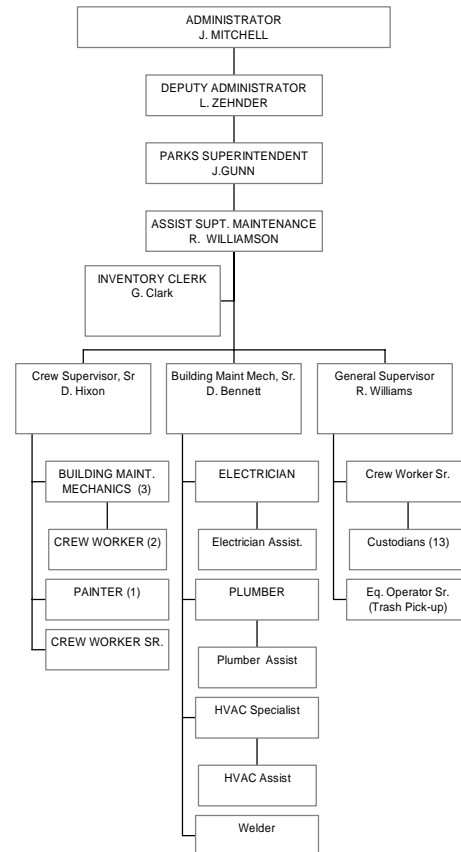 ADMINISTRATOR
J. MITCHELL
DEPUTY ADMINISTRATOR
L. ZEHNDER
PARKS SUPERINTENDENT
J.GUNN
ASSIST SUPT. MAINTENANCE
R. WILLIAMSON
INVENTORY CLERK
G. Clark
Crew Supervisor, Sr
D. Hixon
BUILDING MAINT.
MECHANICS (3)
CREW WORKER (2)
PAINTER (1)
CREW WORKER SR.
Building Maint Mech, Sr.
D. Bennett
ELECTRICIAN
Electrician Assist.
PLUMBER
Plumber Assist
HVAC Specialist
HVAC Assist
Welder
General Supervisor
R. Williams
Crew Worker Sr.
Custodians (13)
Eq. Operator Sr.
(Trash Pick-up)